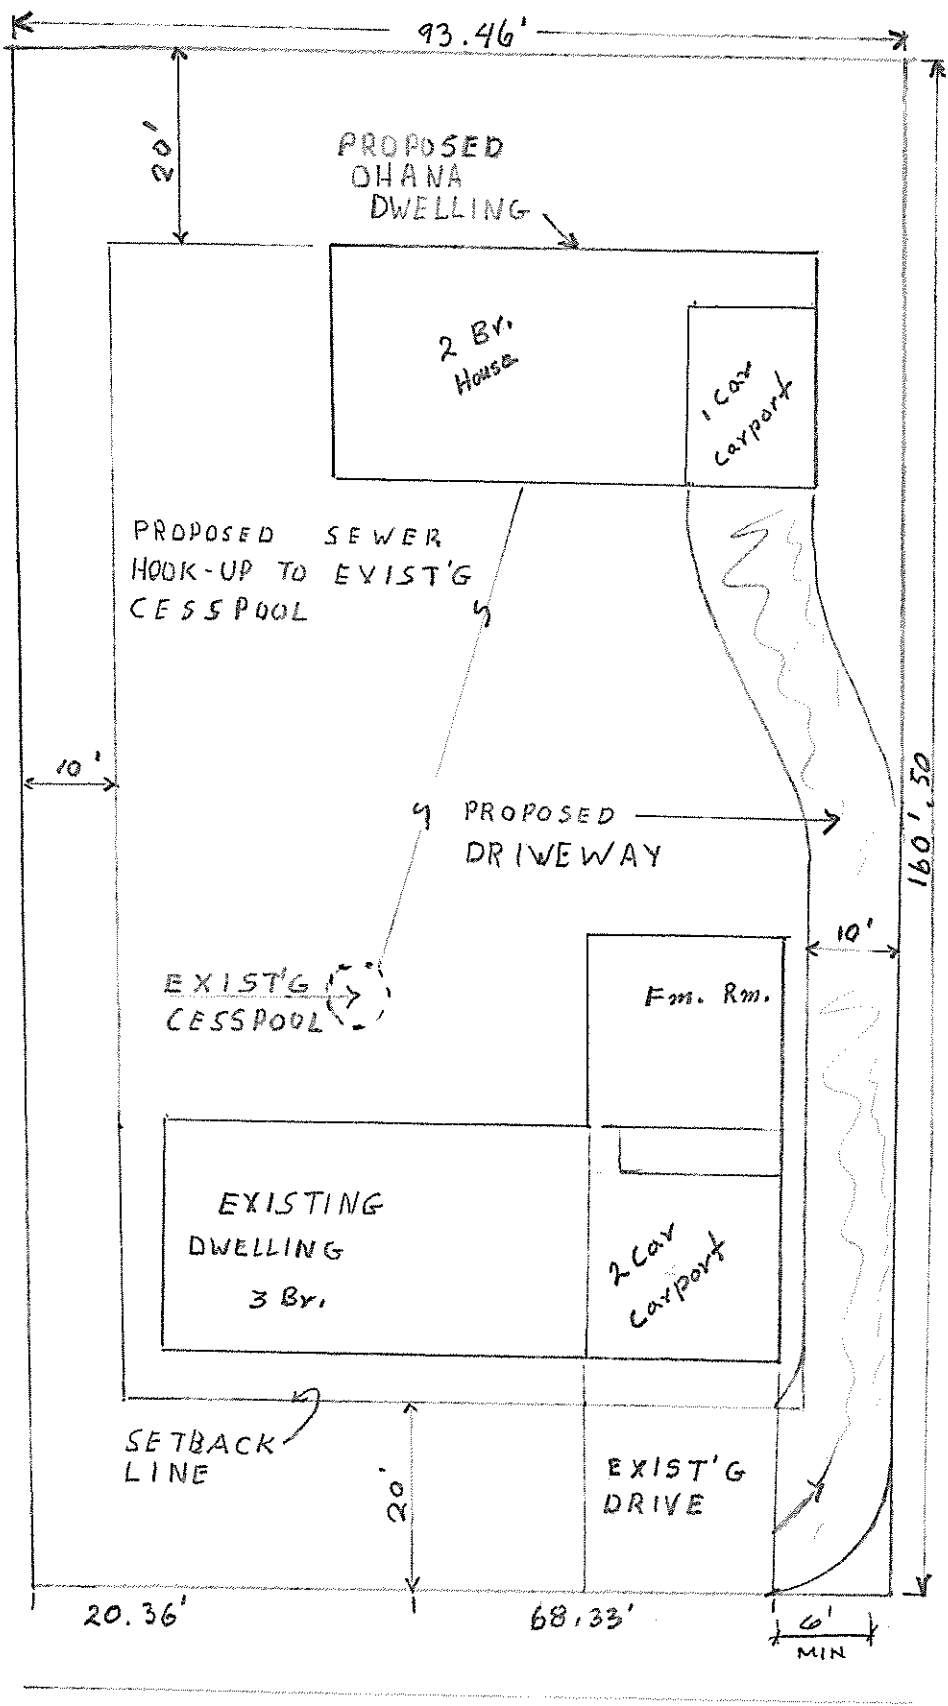 93.46'
20'
PROPOSED
OHANA
DWELLING
2 Br.
House
1 Car
Carport
PROPOSED SEWER
HOOK-UP TO EXIST'G
CESSPOOL
10'
160'.50
PROPOSED
DRIVEWAY
10'
EXIST'G
CESSPOOL
Fm. Rm.
EXISTING
DWELLING
3 Br.
2 Car
Carport
SETBACK
LINE
20'
EXIST'G
DRIVE
20.36'
68.33'
6'
MIN